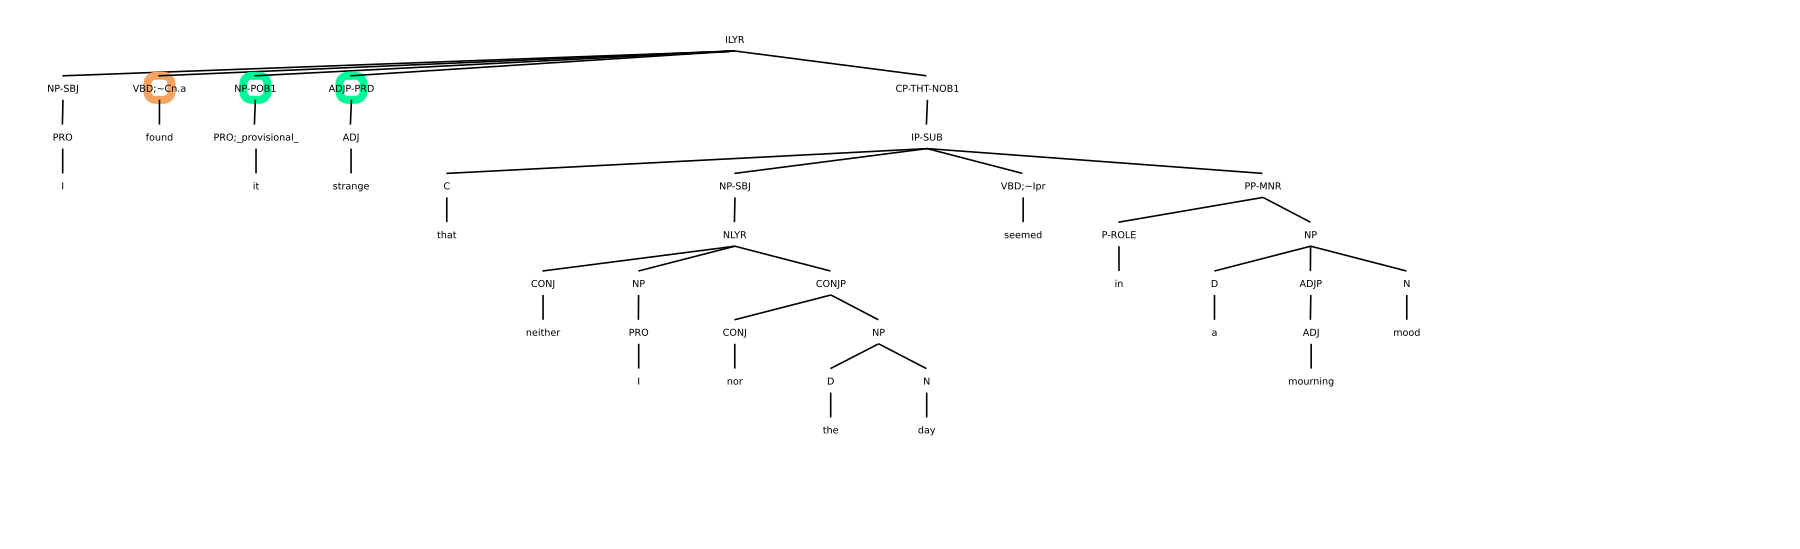 ILYR
NP-SBJ VBD;~Cn.a NP-POB1 ADJP-PRD CP-THT-NOB1
PRO found PRO;_provisional_ ADJ IP-SUB
I it strange C NP-SBJ VBD;~Ipr PP-MNR
that NLYR seemed P-ROLE NP
CONJ NP CONJP in D ADJP N
neither PRO CONJ NP a ADJ mood
I nor D N mourning
the day